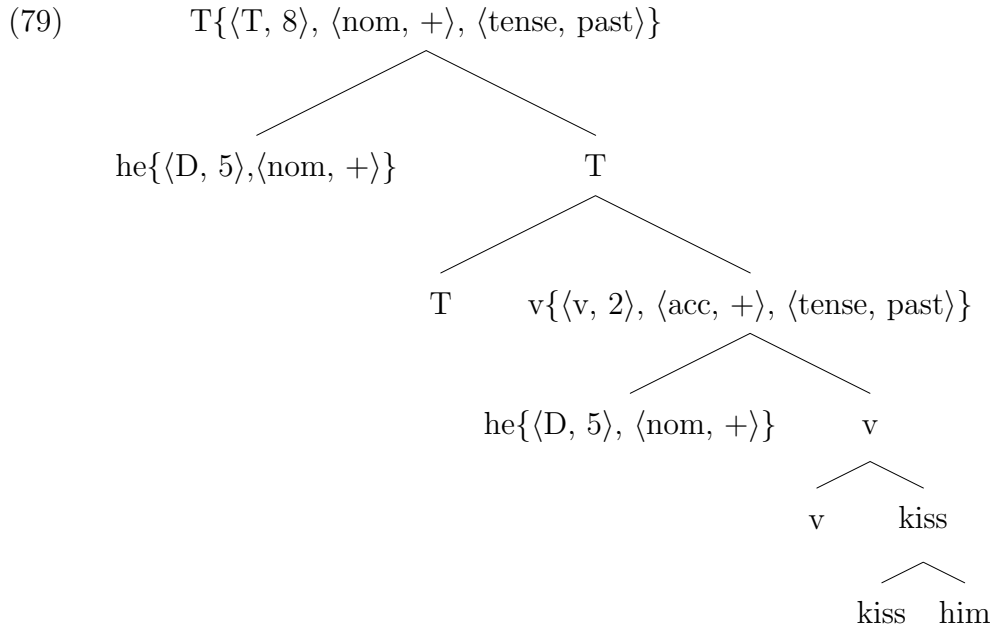 (79) T{⟨T, 8⟩, ⟨nom, +⟩, ⟨tense, past⟩}
he{⟨D, 5⟩,⟨nom, +⟩} T
T v{⟨v, 2⟩, ⟨acc, +⟩, ⟨tense, past⟩}
he{⟨D, 5⟩, ⟨nom, +⟩} v
v kiss
kiss him